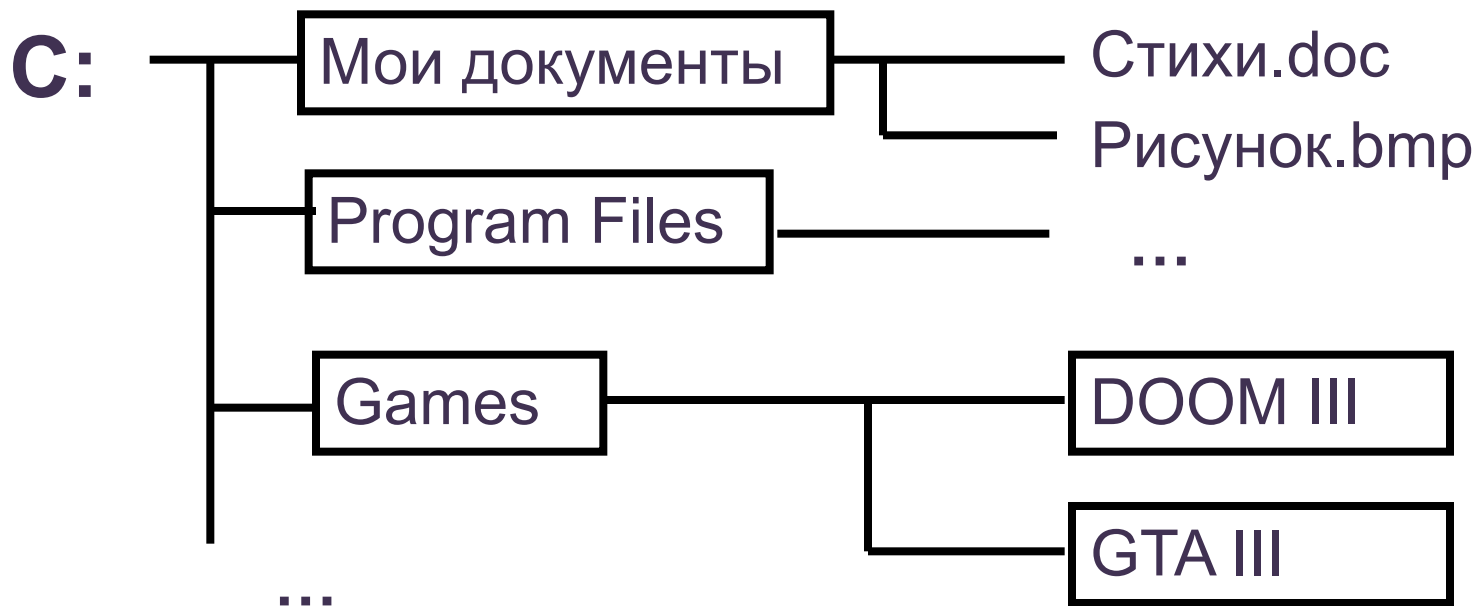 C:
Мои документы
Стихи.doc
Рисунок.bmp
Program Files
...
Games
DOOM III
GTA III
...